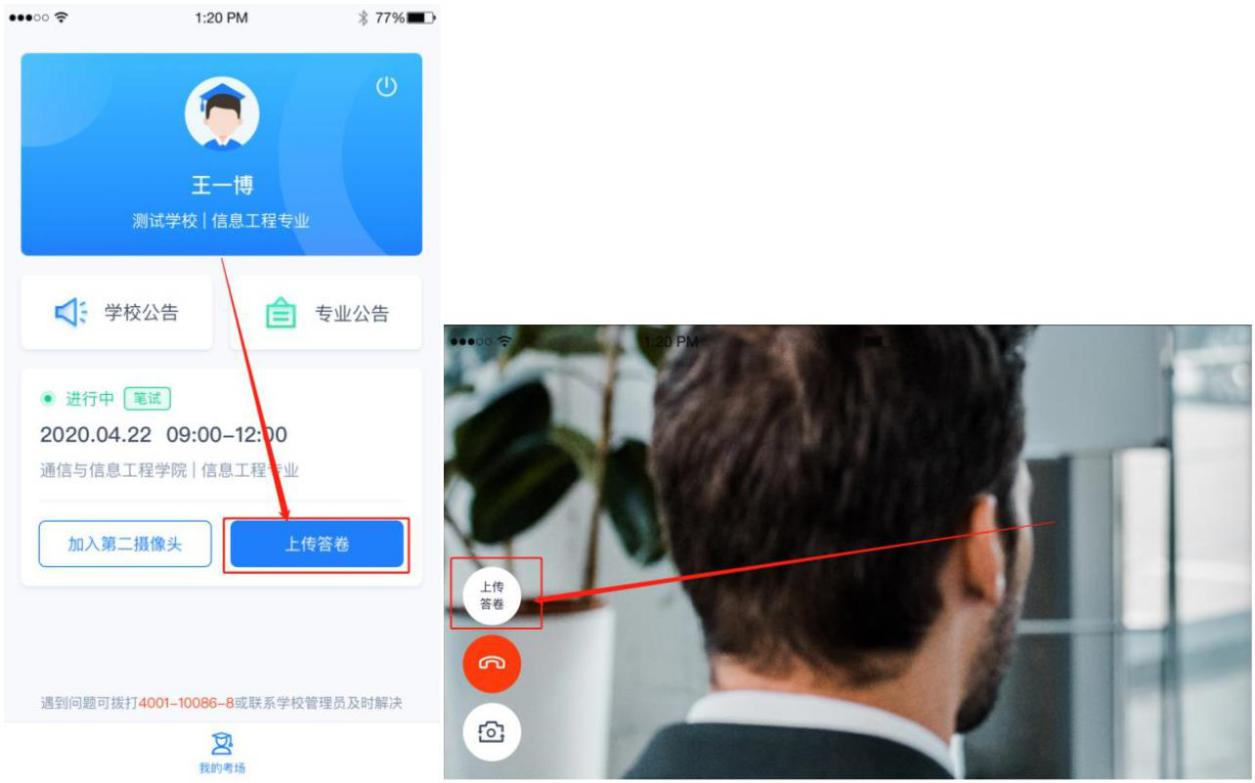 1:20 PM
77%
王一博
测试学校 | 信息工程专业
学校公告
专业公告
进行中 笔试
2020.04.22 09:00-12:00
通信与信息工程学院 | 信息工程专业
加入第二摄像头
上传答卷
遇到问题可拨打4001-10086-8或联系学校管理员及时解决
我的考场
1:20 PM
上传
答卷